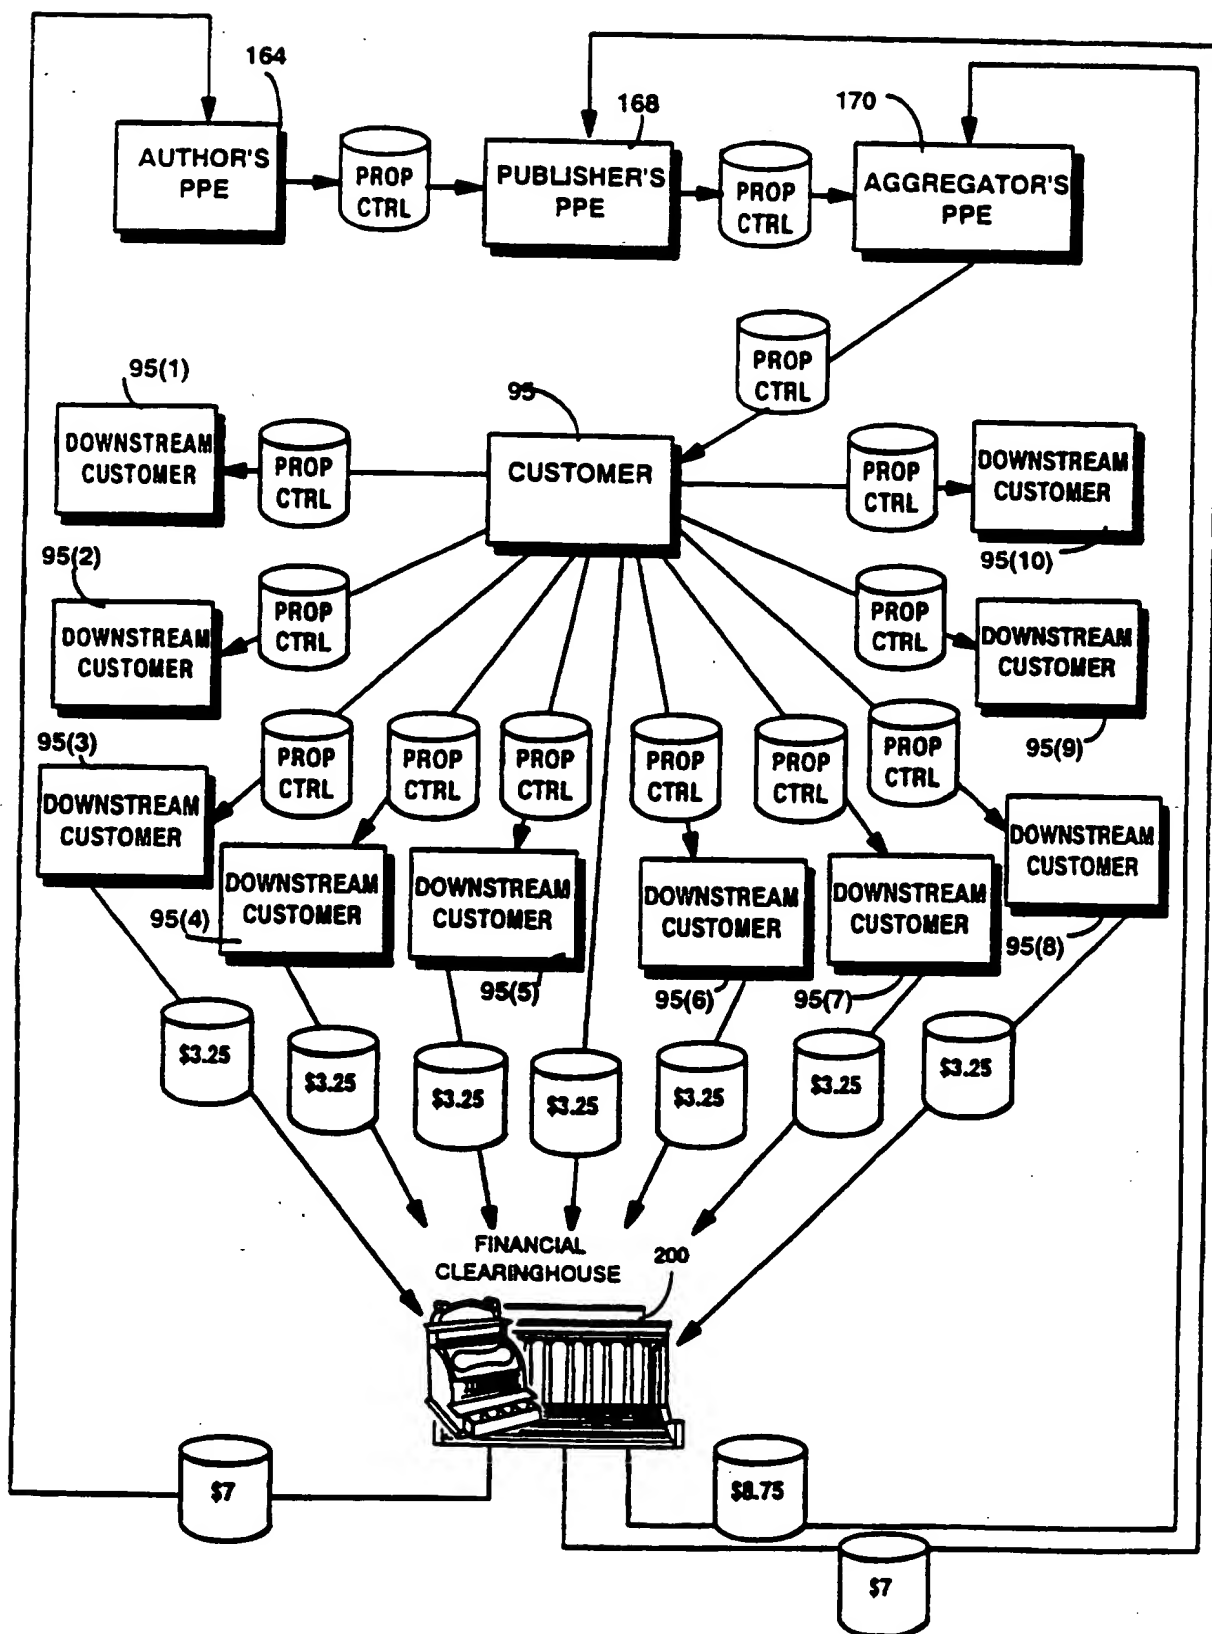 164
168
170
AUTHOR'S
PPE
PROP
CTRL
PUBLISHER'S
PPE
PROP
CTRL
AGGREGATOR'S
PPE
PROP
CTRL
95(1)
95
DOWNSTREAM
CUSTOMER
PROP
CTRL
CUSTOMER
PROP
CTRL
DOWNSTREAM
CUSTOMER
95(10)
95(2)
DOWNSTREAM
CUSTOMER
PROP
CTRL
PROP
CTRL
DOWNSTREAM
CUSTOMER
95(9)
95(3)
DOWNSTREAM
CUSTOMER
PROP
CTRL
PROP
CTRL
PROP
CTRL
PROP
CTRL
PROP
CTRL
PROP
CTRL
DOWNSTREAM
CUSTOMER
95(8)
95(4)
DOWNSTREAM
CUSTOMER
DOWNSTREAM
CUSTOMER
95(5)
DOWNSTREAM
CUSTOMER
95(6)
DOWNSTREAM
CUSTOMER
95(7)
$3.25
$3.25
$3.25
$3.25
$3.25
$3.25
$3.25
FINANCIAL
CLEARINGHOUSE
200
$7
$8.75
$7